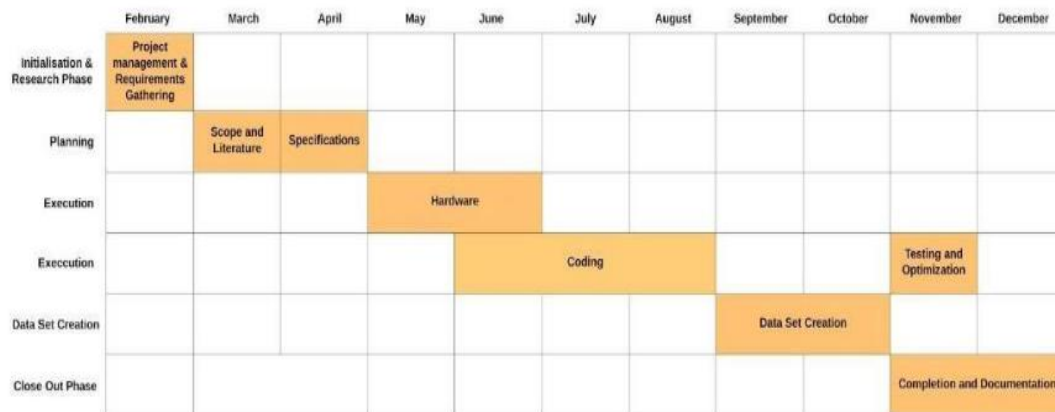 February March April May June July August September October November December
Initialisation &
Research Phase
Project
management &
Requirements
Gathering
Planning
Scope and
Literature
Specifications
Execution
Hardware
Execcution
Coding
Testing and
Optimization
Data Set Creation
Data Set Creation
Close Out Phase
Completion and Documentation